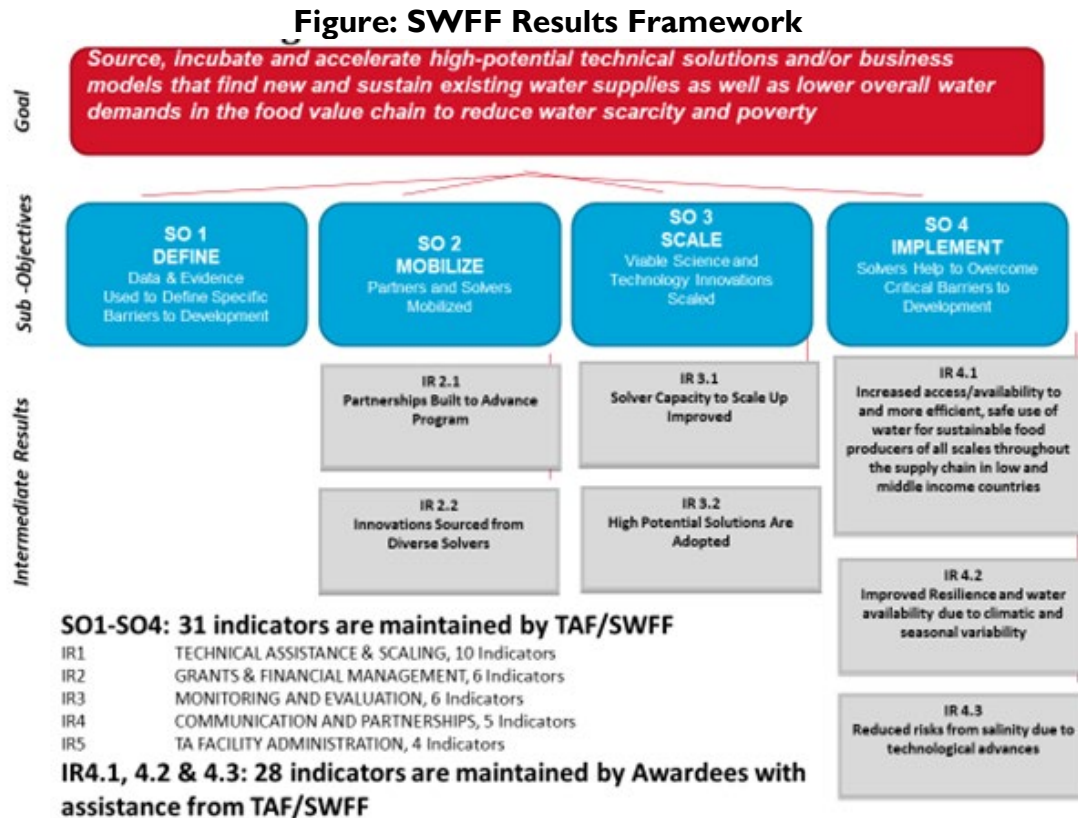 Figure: SWFF Results Framework
Source, incubate and accelerate high-potential technical solutions and/or business
models that find new and sustain existing water supplies as well as lower overall water
demands in the food value chain to reduce water scarcity and poverty
Goal
Sub -Objectives
SO 1
DEFINE
Data & Evidence
Used to Define Specific
Barriers to Development
SO 2
MOBILIZE
Partners and Solvers
Mobilized
SO 3
SCALE
Viable Science and
Technology Innovations
Scaled
SO 4
IMPLEMENT
Solvers Help to Overcome
Critical Barriers to
Development
Intermediate Results
IR 2.1
Partnerships Built to Advance
Program
IR 2.2
Innovations Sourced from
Diverse Solvers
IR 3.1
Solver Capacity to Scale Up
Improved
IR 3.2
High Potential Solutions Are
Adopted
IR 4.1
Increased access/availability to
and more efficient, safe use of
water for sustainable food
producers of all scales throughout
the supply chain in low and
middle income countries
IR 4.2
Improved Resilience and water
availability due to climatic and
seasonal variability
IR 4.3
Reduced risks from salinity due to
technological advances
SO1-SO4: 31 indicators are maintained by TAF/SWFF
IR1 TECHNICAL ASSISTANCE & SCALING, 10 Indicators
IR2 GRANTS & FINANCIAL MANAGEMENT, 6 Indicators
IR3 MONITORING AND EVALUATION, 6 Indicators
IR4 COMMUNICATION AND PARTNERSHIPS, 5 Indicators
IR5 TA FACILITY ADMINISTRATION, 4 Indicators
IR4.1, 4.2 & 4.3: 28 indicators are maintained by Awardees with
assistance from TAF/SWFF